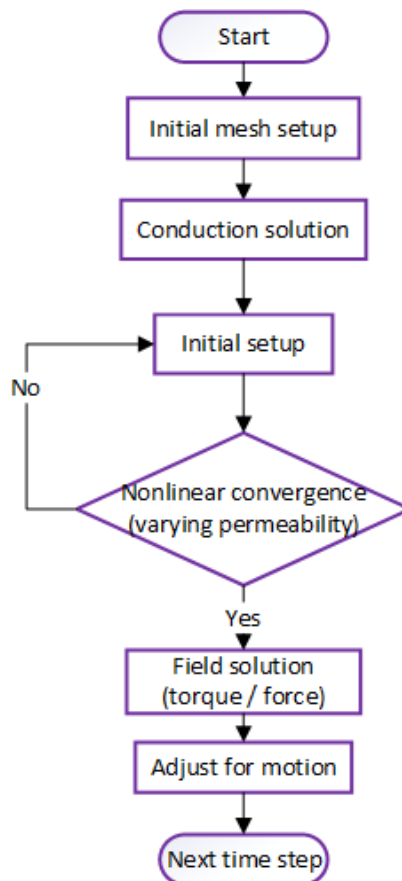 Start
Initial mesh setup
Conduction solution
Initial setup
No
Nonlinear convergence
(varying permeability)
Yes
Field solution
(torque / force)
Adjust for motion
Next time step